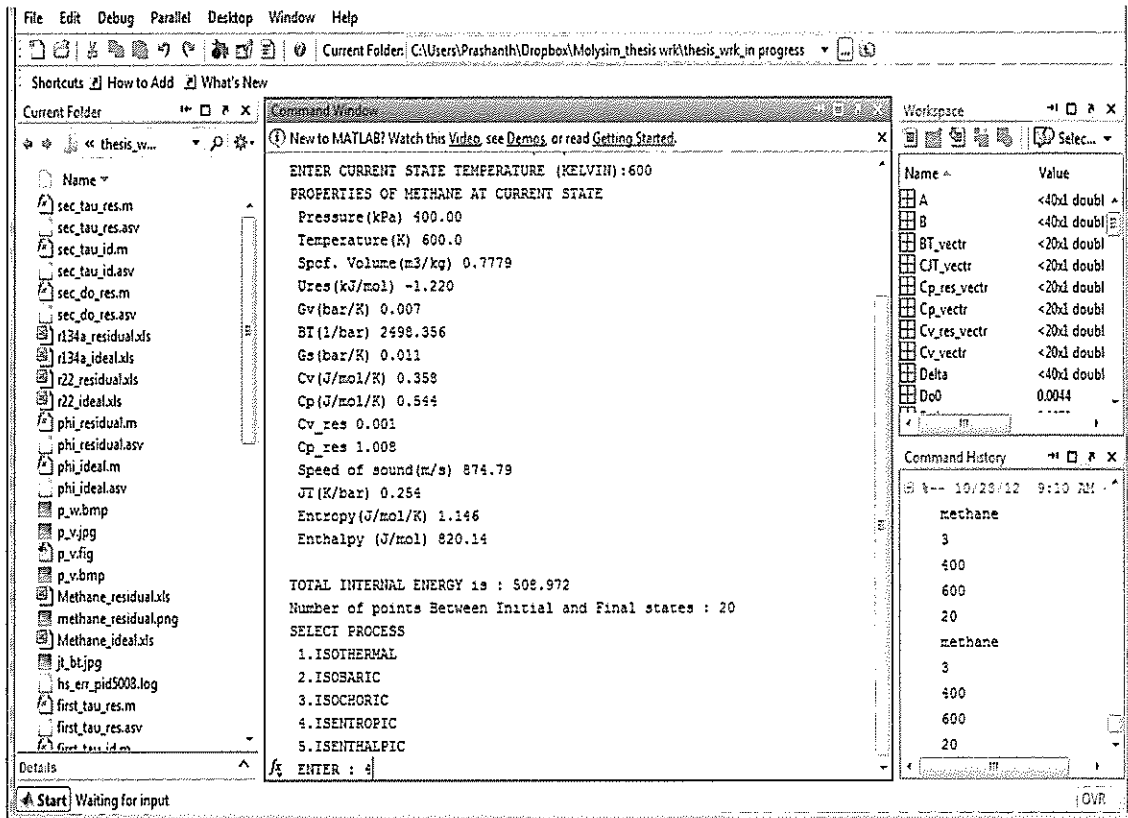 File Edit Debug Parallel Desktop Window Help
Current Folder: C:\Users\Prashanth\Dropbox\Molysim_thesis wrk\thesis_wrk_in progress
Shortcuts How to Add What's New
Current Folder
« thesis_w...
Name
sec_tau_res.m
sec_tau_res.asv
sec_tau_id.m
sec_tau_id.asv
sec_do_res.m
sec_do_res.asv
r134a_residual.xls
r134a_ideal.xls
r22_residual.xls
r22_ideal.xls
phi_residual.m
phi_residual.asv
phi_ideal.m
phi_ideal.asv
p_w.bmp
p_v.jpg
p_v.fig
p_v.bmp
Methane_residual.xls
methane_residual.png
Methane_ideal.xls
jt_bt.jpg
hs_err_pid5008.log
first_tau_res.m
first_tau_res.asv
first_tau_id.m
Details
Command Window
New to MATLAB? Watch this Video, see Demos, or read Getting Started.
ENTER CURRENT STATE TEMPERATURE (KELVIN):600
PROPERTIES OF METHANE AT CURRENT STATE
Pressure(kPa) 400.00
Temperature(K) 600.0
Spcf. Volume(m3/kg) 0.7779
Ures(kJ/mol) -1.220
Gv(bar/K) 0.007
BT(1/bar) 2498.356
Gs(bar/K) 0.011
Cv(J/mol/K) 0.358
Cp(J/mol/K) 0.544
Cv_res 0.001
Cp_res 1.008
Speed of sound(m/s) 874.79
JT(K/bar) 0.254
Entropy(J/mol/K) 1.146
Enthalpy (J/mol) 820.14
TOTAL INTERNAL ENERGY is : 508.972
Number of points Between Initial and Final states : 20
SELECT PROCESS
1.ISOTHERMAL
2.ISOBARIC
3.ISOCHORIC
4.ISENTROPIC
5.ISENTHALPIC
fx ENTER : 4
Workspace
Selec...
Name Value
A <40x1 doubl
B <40x1 doubl
BT_vectr <20x1 doubl
CJT_vectr <20x1 doubl
Cp_res_vectr <20x1 doubl
Cp_vectr <20x1 doubl
Cv_res_vectr <20x1 doubl
Cv_vectr <20x1 doubl
Delta <40x1 doubl
Do0 0.0044
Command History
%-- 10/28/12 9:10 AM
methane
3
400
600
20
methane
3
400
600
20
Start Waiting for input
OVR